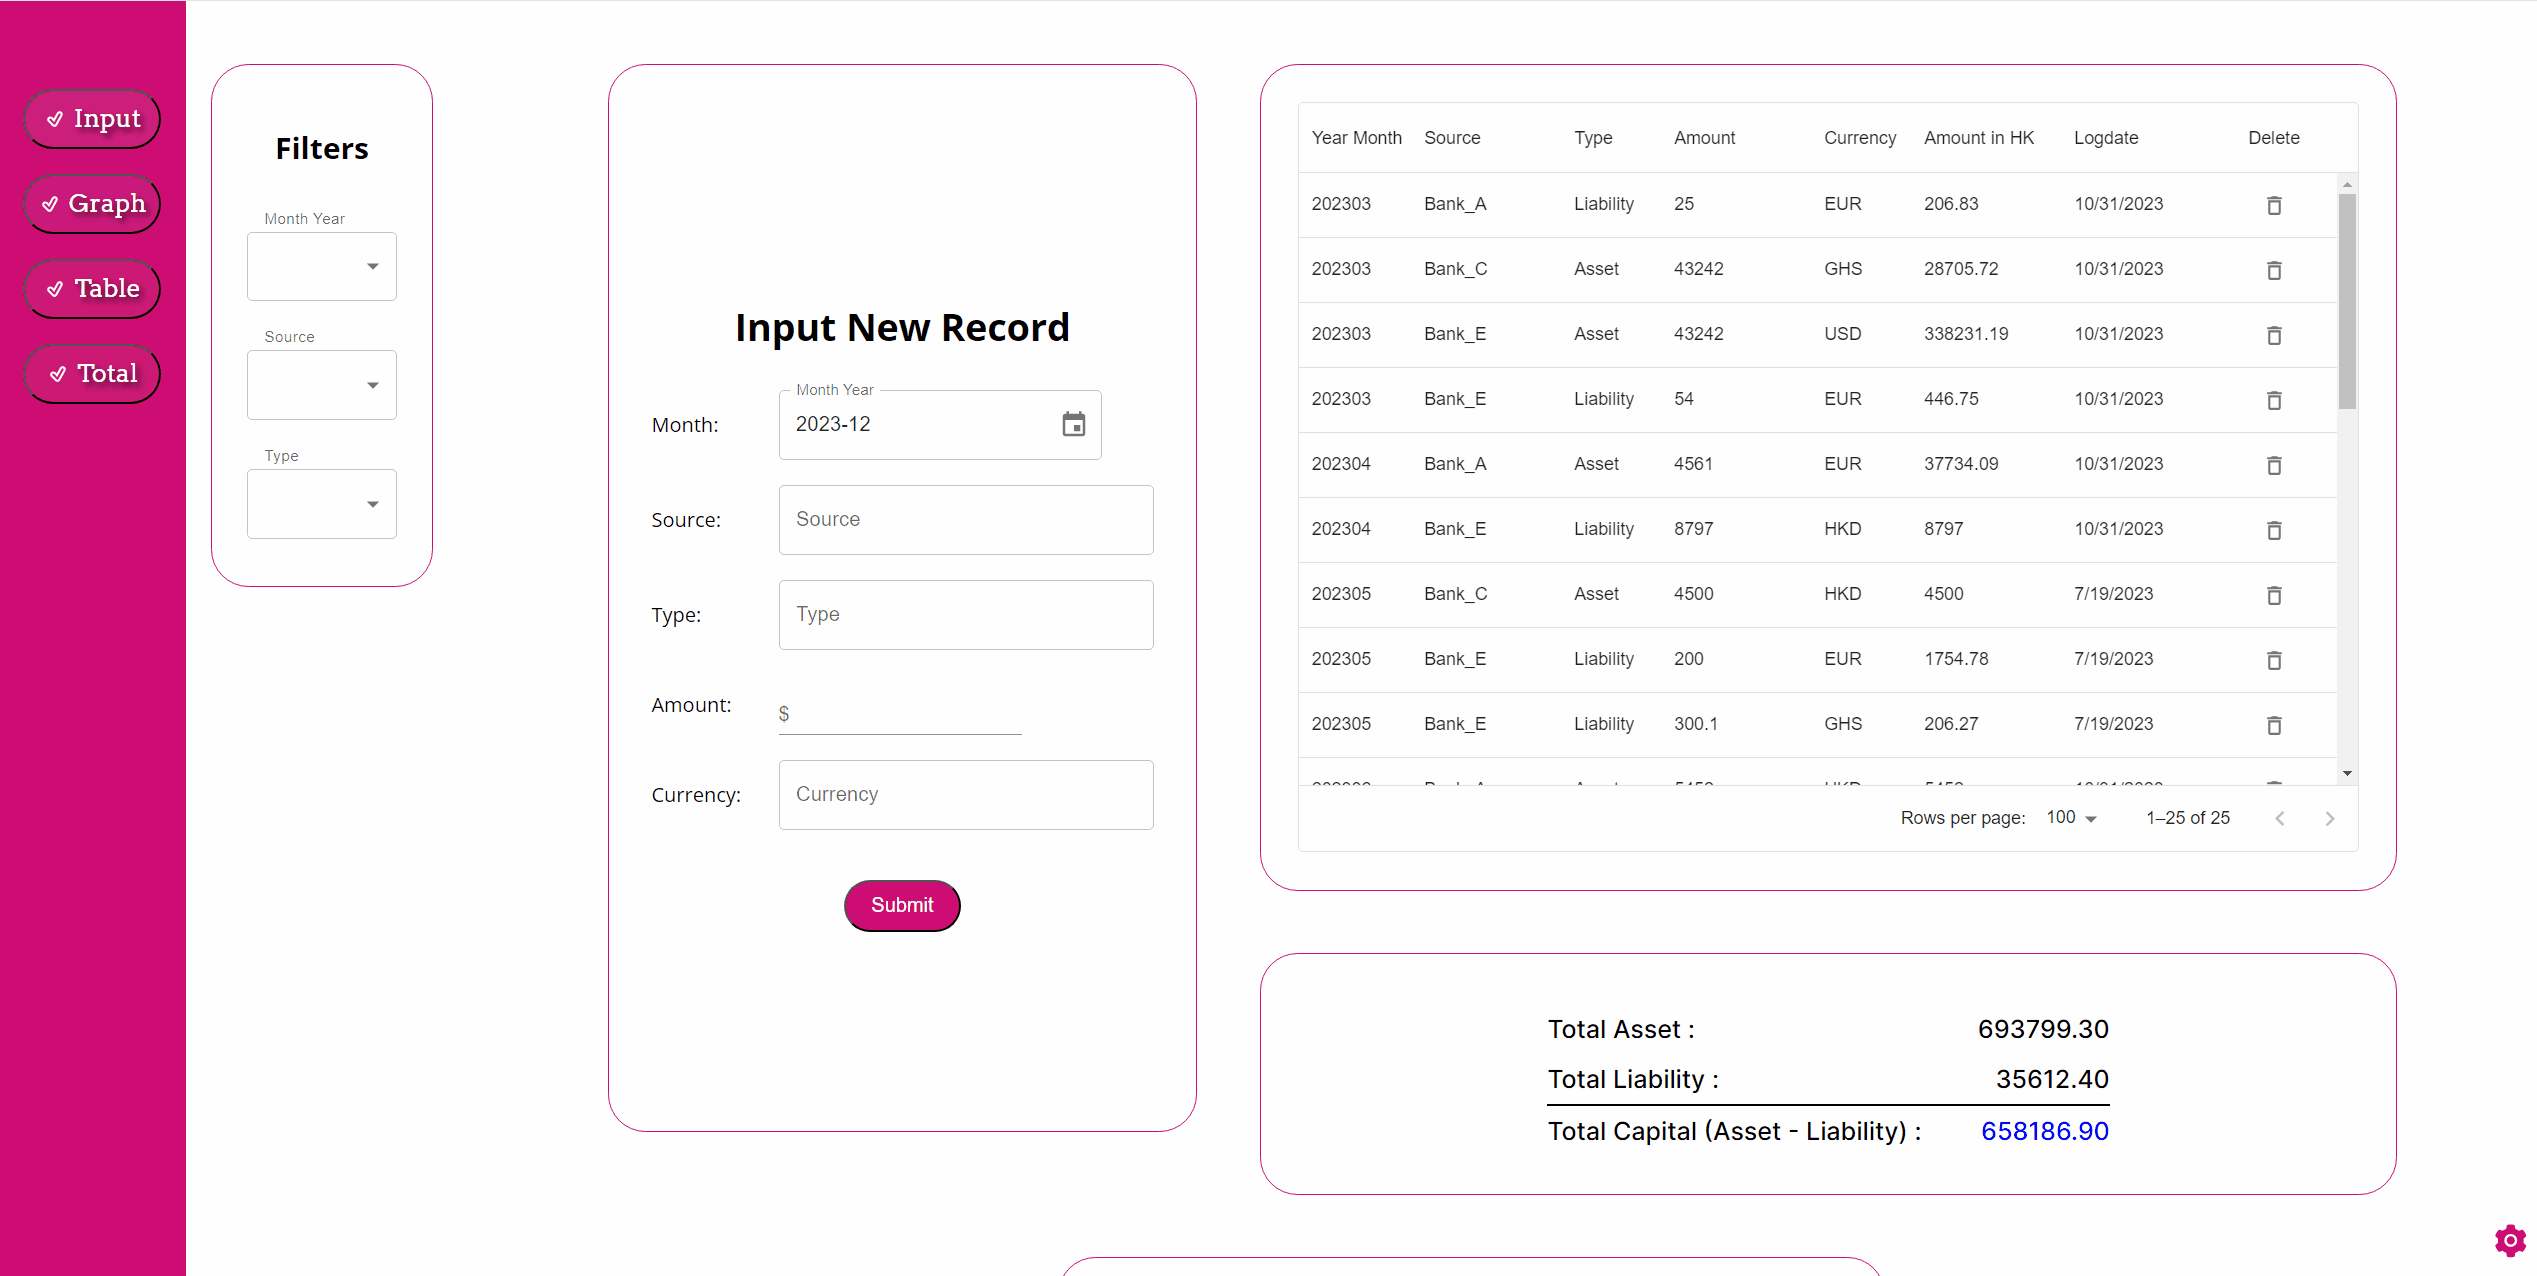 Input
Graph
Table
Total
Filters
Month Year
Source
Type
Input New Record
Month:
Month Year
2023-12
Source:
Source
Type:
Type
Amount:
$
Currency:
Currency
Submit
Year Month Source Type Amount Currency Amount in HK Logdate Delete
202303 Bank_A Liability 25 EUR 206.83 10/31/2023
202303 Bank_C Asset 43242 GHS 28705.72 10/31/2023
202303 Bank_E Asset 43242 USD 338231.19 10/31/2023
202303 Bank_E Liability 54 EUR 446.75 10/31/2023
202304 Bank_A Asset 4561 EUR 37734.09 10/31/2023
202304 Bank_E Liability 8797 HKD 8797 10/31/2023
202305 Bank_C Asset 4500 HKD 4500 7/19/2023
202305 Bank_E Liability 200 EUR 1754.78 7/19/2023
202305 Bank_E Liability 300.1 GHS 206.27 7/19/2023
Rows per page: 100 1–25 of 25
Total Asset : 693799.30
Total Liability : 35612.40
Total Capital (Asset - Liability) : 658186.90